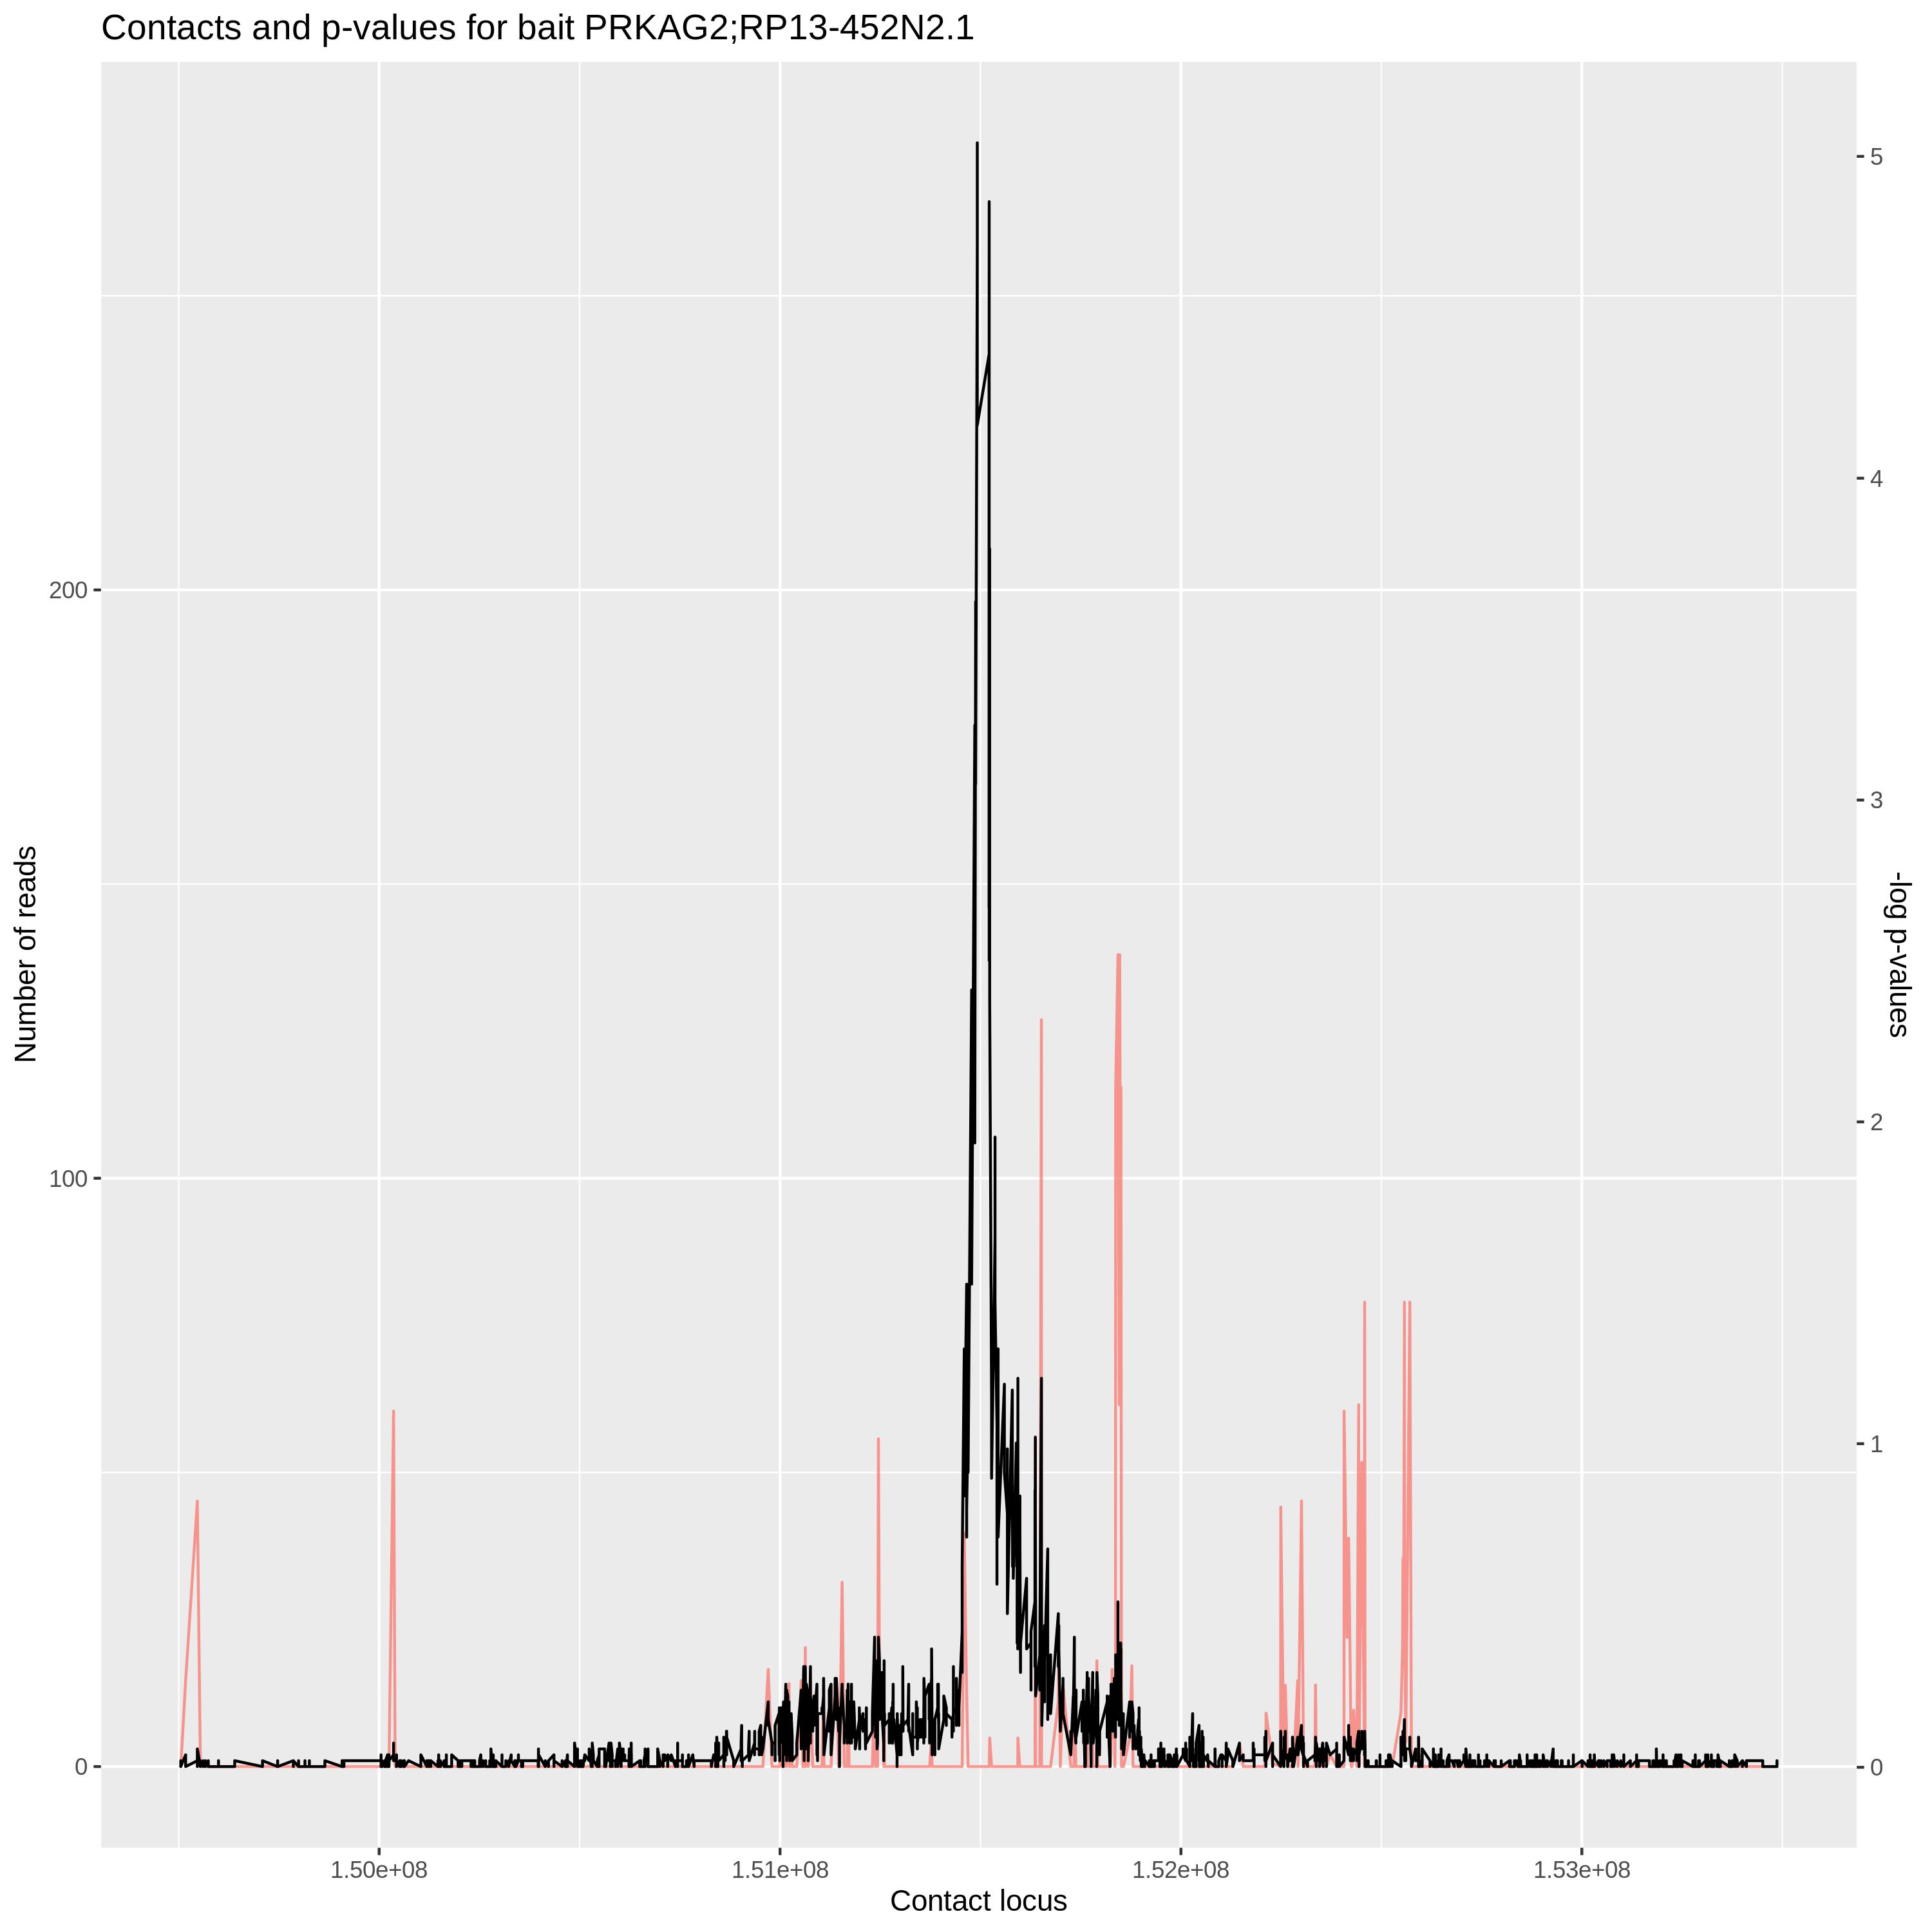 Contacts and p-values for bait PRKAG2;RP13-452N2.1
Number of reads
200
100
0
5
4
3
2
1
0
-log p-values
1.50e+08 1.51e+08 1.52e+08 1.53e+08
Contact locus